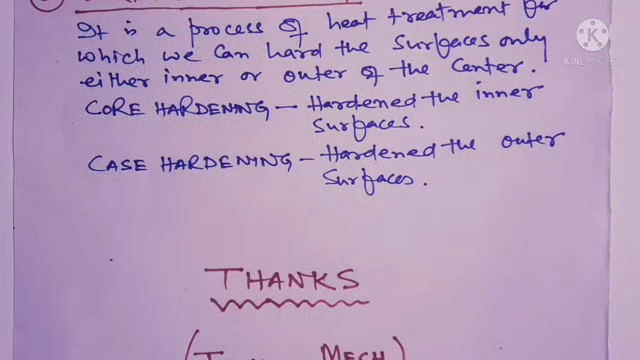 It is a process of heat treatment
which we can hard the surfaces only
either inner or outer of the center.
CORE HARDENING - Hardened the inner
surfaces.
CASE HARDENING - Hardened the outer
surfaces.
THANKS
MECH)
KINEMASTER